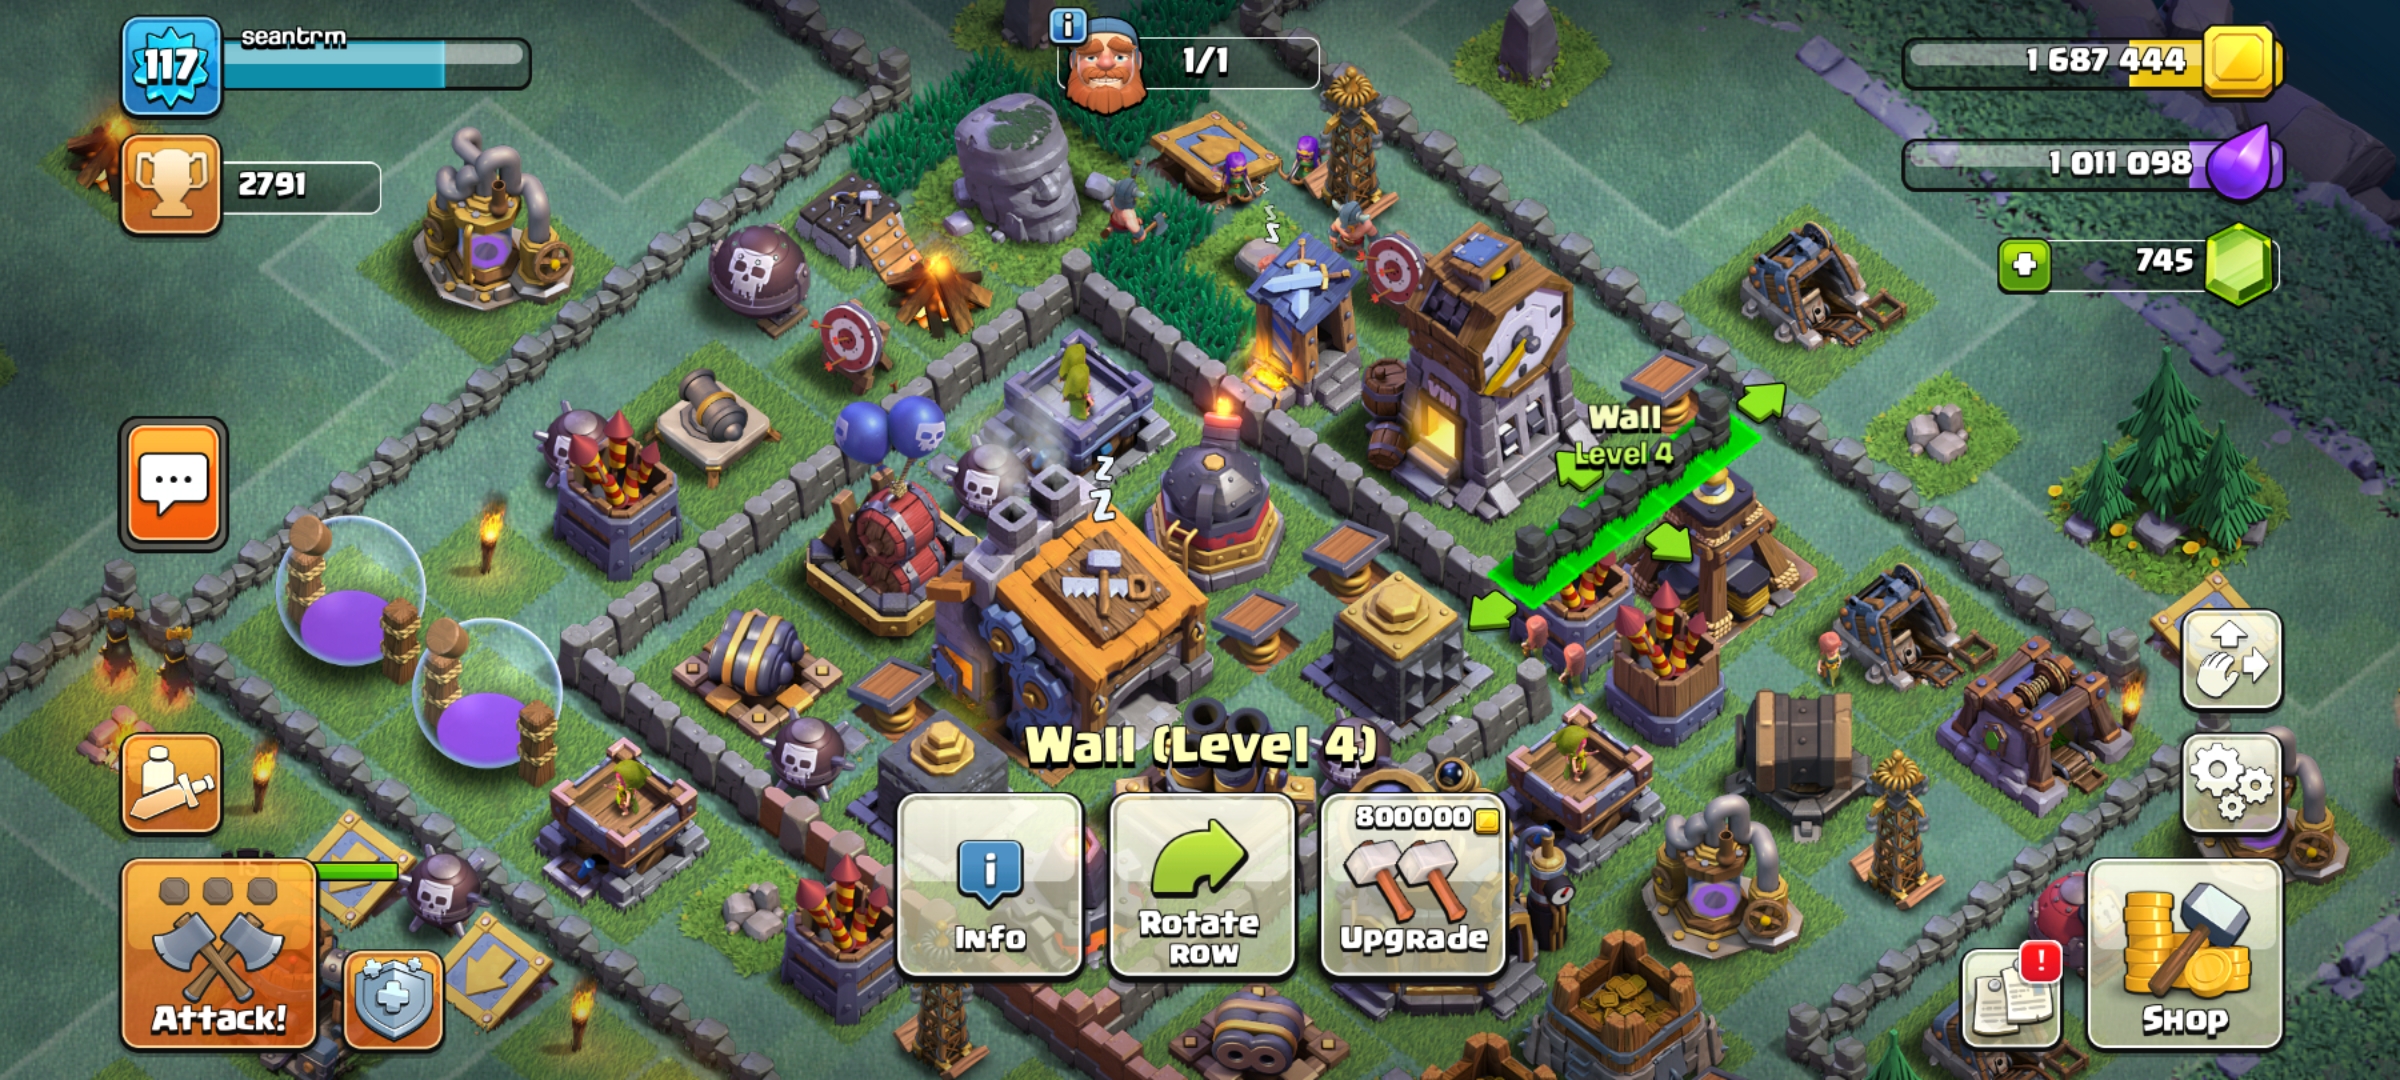 117
seantrm
1/1
1 687 444
2791
1 011 098
745
VIII
Wall
Level 4
z
Z
D
Wall (Level 4)
Info
Rotate
Row
800000
Upgrade
Attack!
!
Shop